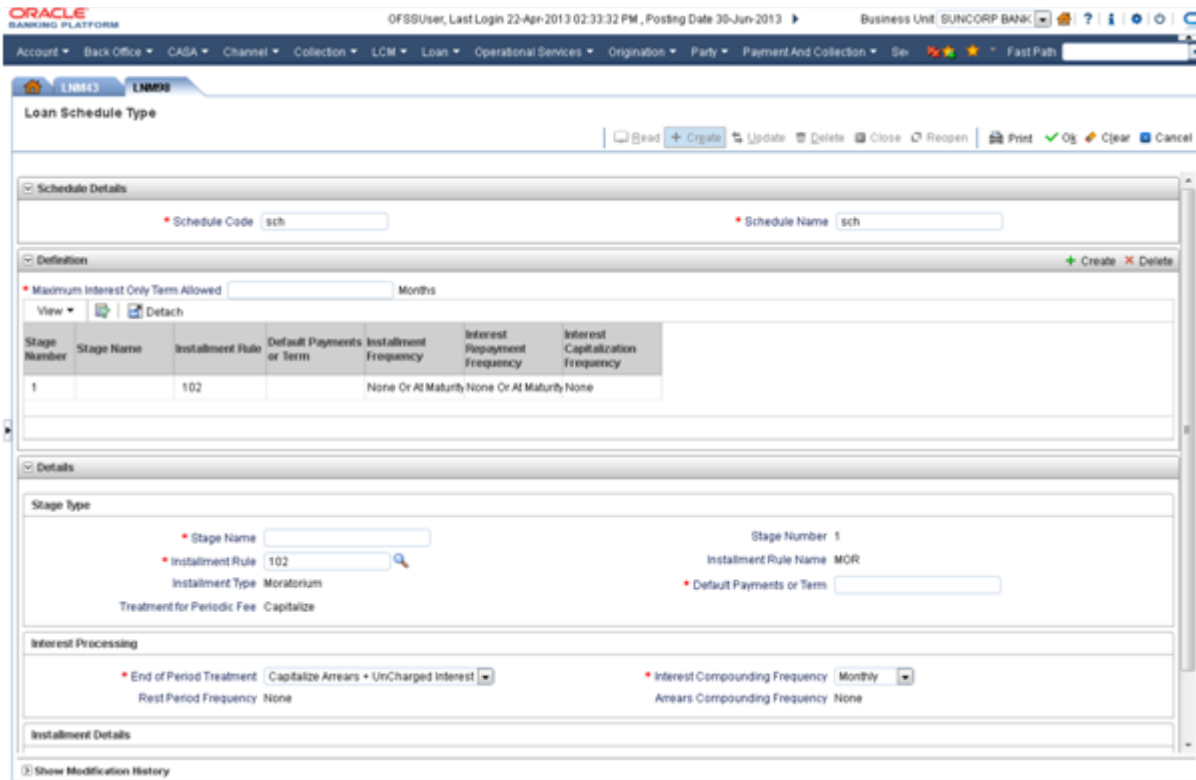 ORACLE
BANKING PLATFORM
OFSSUser, Last Login 22-Apr-2013 02:33:32 PM , Posting Date 30-Jun-2013
Business Unit SUNCORP BANK
Account Back Office CASA Channel Collection LCM Loan Operational Services Origination Party Payment And Collection Fast Path
LNM43 LNM98
Loan Schedule Type
Read Create Update Delete Close Reopen Print Ok Clear Cancel
Schedule Details
* Schedule Code sch * Schedule Name sch
Definition Create Delete
* Maximum Interest Only Term Allowed Months
View Detach
Stage Number Stage Name Installment Rule Default Payments or Term Installment Frequency Interest Repayment Frequency Interest Capitalization Frequency
1 102 None Or At Maturity None Or At Maturity None
Details
Stage Type
* Stage Name Stage Number 1
* Installment Rule 102 Installment Rule Name MOR
Installment Type Moratorium * Default Payments or Term
Treatment for Periodic Fee Capitalize
Interest Processing
* End of Period Treatment Capitalize Arrears + UnCharged Interest * Interest Compounding Frequency Monthly
Rest Period Frequency None Arrears Compounding Frequency None
Installment Details
Show Modification History